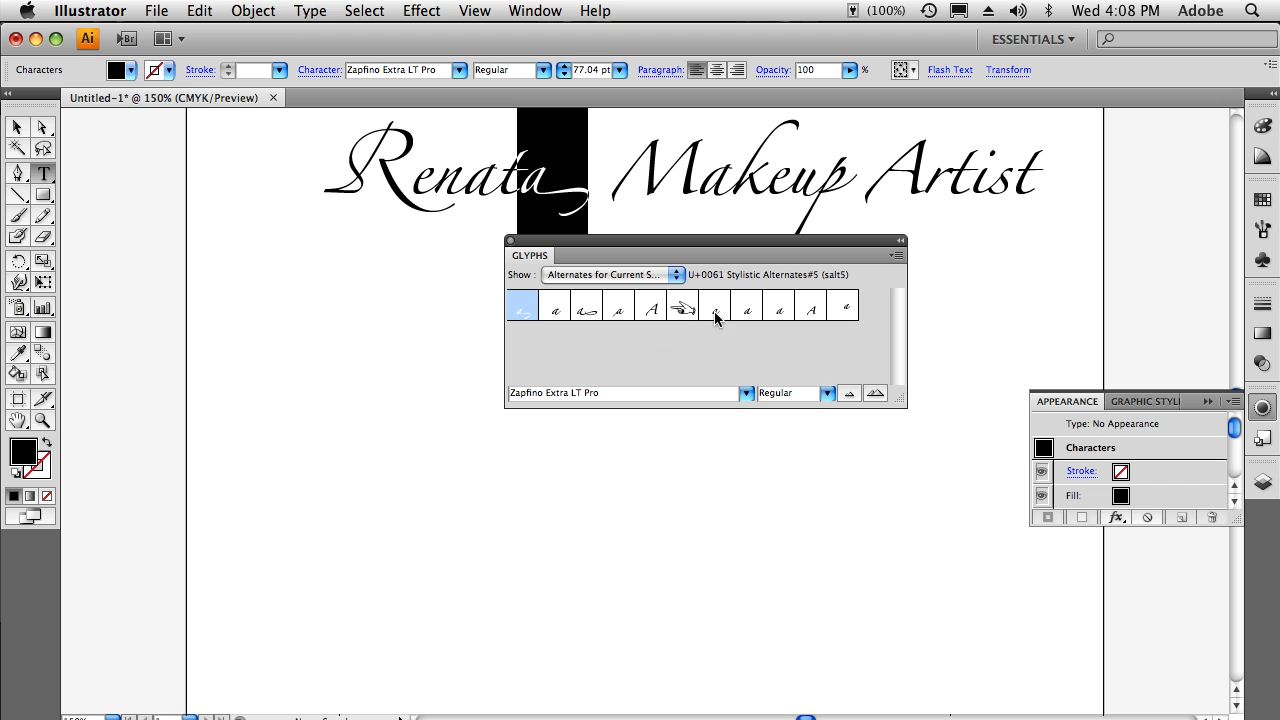 Illustrator File Edit Object Type Select Effect View Window Help (100%) Wed 4:08 PM Adobe
Ai Br ESSENTIALS
Characters Stroke: Character: Zapfino Extra LT Pro Regular 77.04 pt Paragraph: Opacity: 100 % Flash Text Transform
Untitled-1* @ 150% (CMYK/Preview)
Renata Makeup Artist
GLYPHS
Show : Alternates for Current S... U+0061 Stylistic Alternates#5 (salt5)
a a a a A a a a A a
Zapfino Extra LT Pro Regular
APPEARANCE GRAPHIC STYL
Type: No Appearance
Characters
Stroke:
Fill:
fx